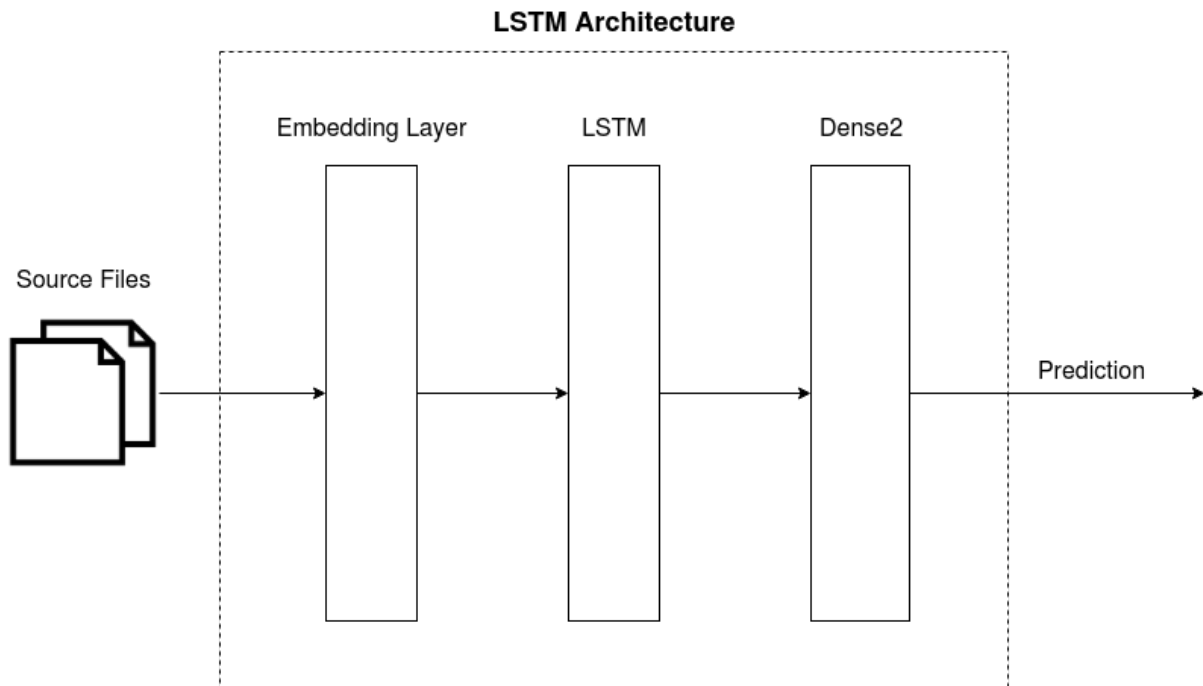 LSTM Architecture
Embedding Layer
LSTM
Dense2
Source Files
Prediction